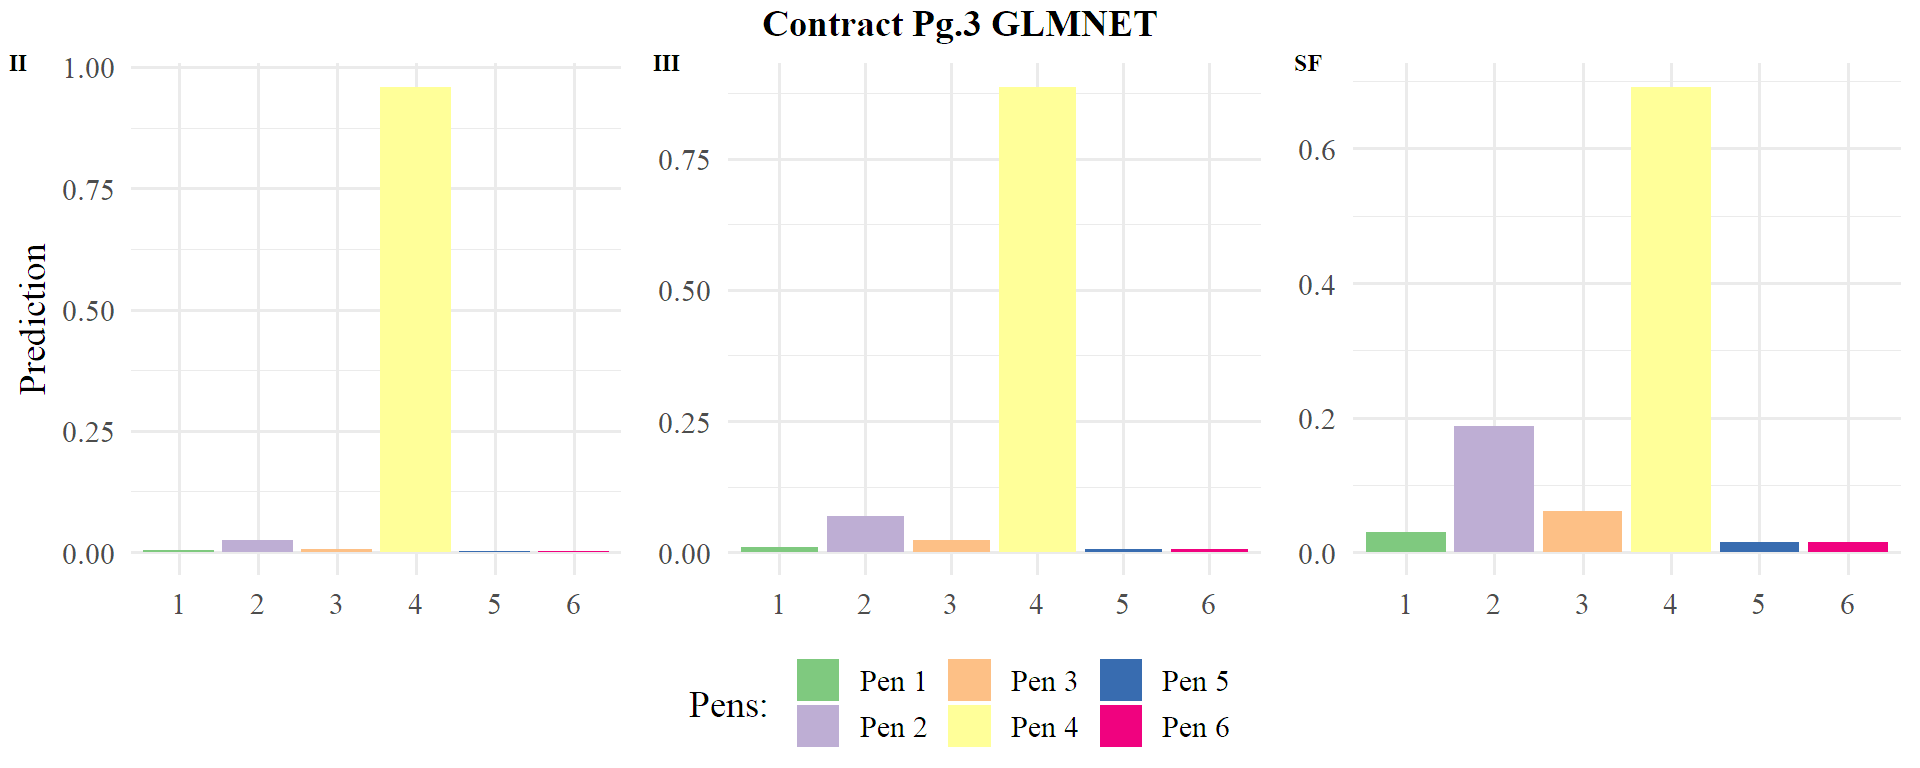 Contract Pg.3 GLMNET
II
III
SF
Prediction
1.00
0.75
0.50
0.25
0.00
1 2 3 4 5 6
0.75
0.50
0.25
0.00
1 2 3 4 5 6
0.6
0.4
0.2
0.0
1 2 3 4 5 6
Pens:
Pen 1 Pen 3 Pen 5
Pen 2 Pen 4 Pen 6